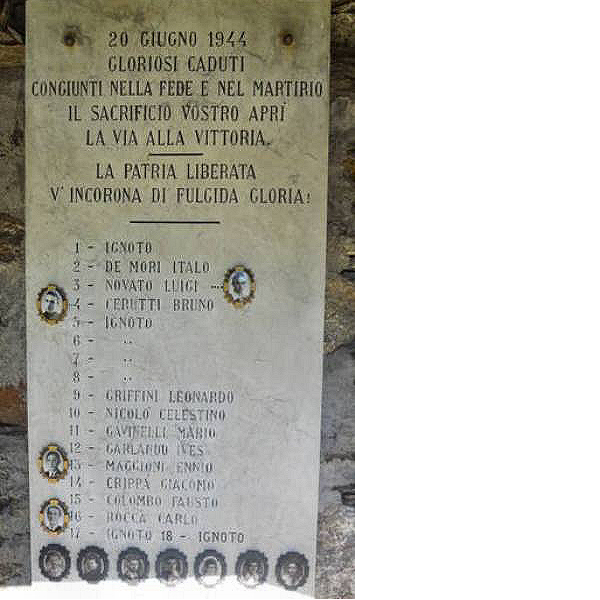 20 GIUGNO 1944
GLORIOSI CADUTI
CONGIUNTI NELLA FEDE E NEL MARTIRIO
IL SACRIFICIO VOSTRO APRÍ
LA VIA ALLA VITTORIA.
LA PATRIA LIBERATA
V' INCORONA DI FULGIDA GLORIA!
1 - IGNOTO
2 - DE MORI ITALO
3 - NOVATO LUIGI
4 - CERUTTI BRUNO
5 - IGNOTO
6 - "
7 - "
8 - "
9 - GRIFFINI LEONARDO
10 - NICOLÒ CELESTINO
11 - GAVINELLI MARIO
12 - GARLANDO IVES
13 - MAGGIONI ENNIO
14 - CRIPPA GIACOMO
15 - COLOMBO FAUSTO
16 - ROCCA CARLO
17 - IGNOTO 18 - IGNOTO